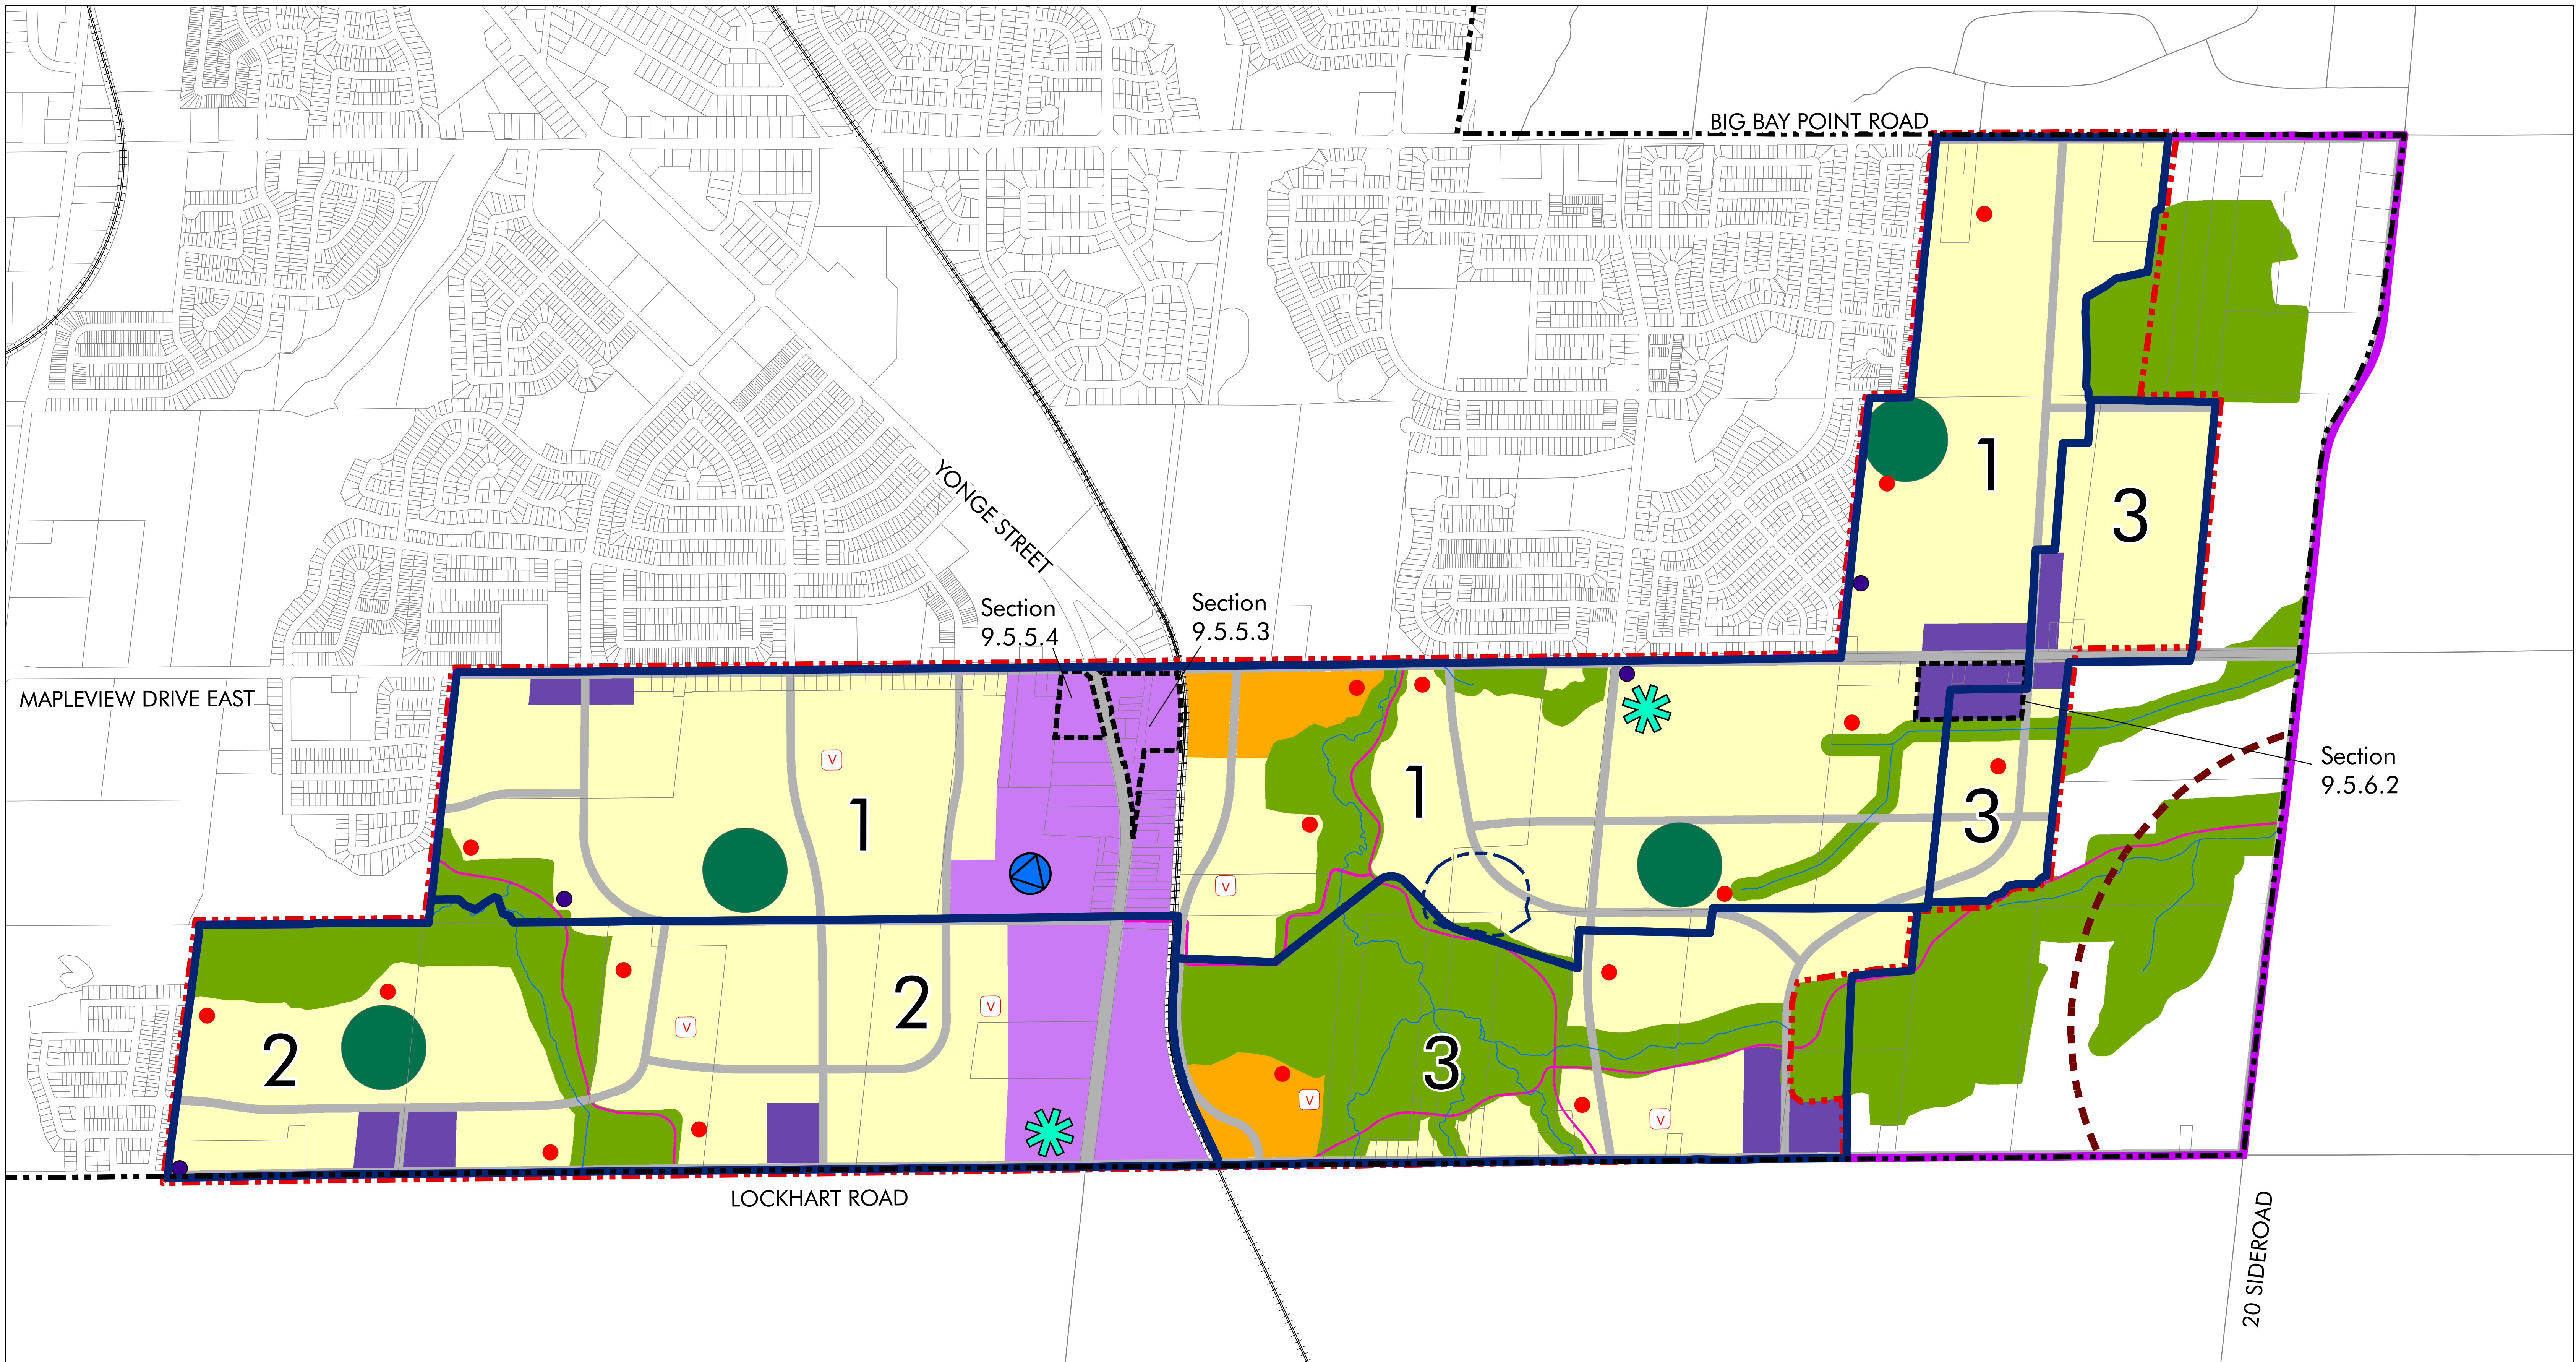 BIG BAY POINT ROAD
1
YONGE STREET
3
Section
9.5.5.4
Section
9.5.5.3
MAPLEVIEW DRIVE EAST
V
1
1
3
Section
9.5.6.2
V
2
V
V
2
3
V
V
LOCKHART ROAD
20 SIDEROAD